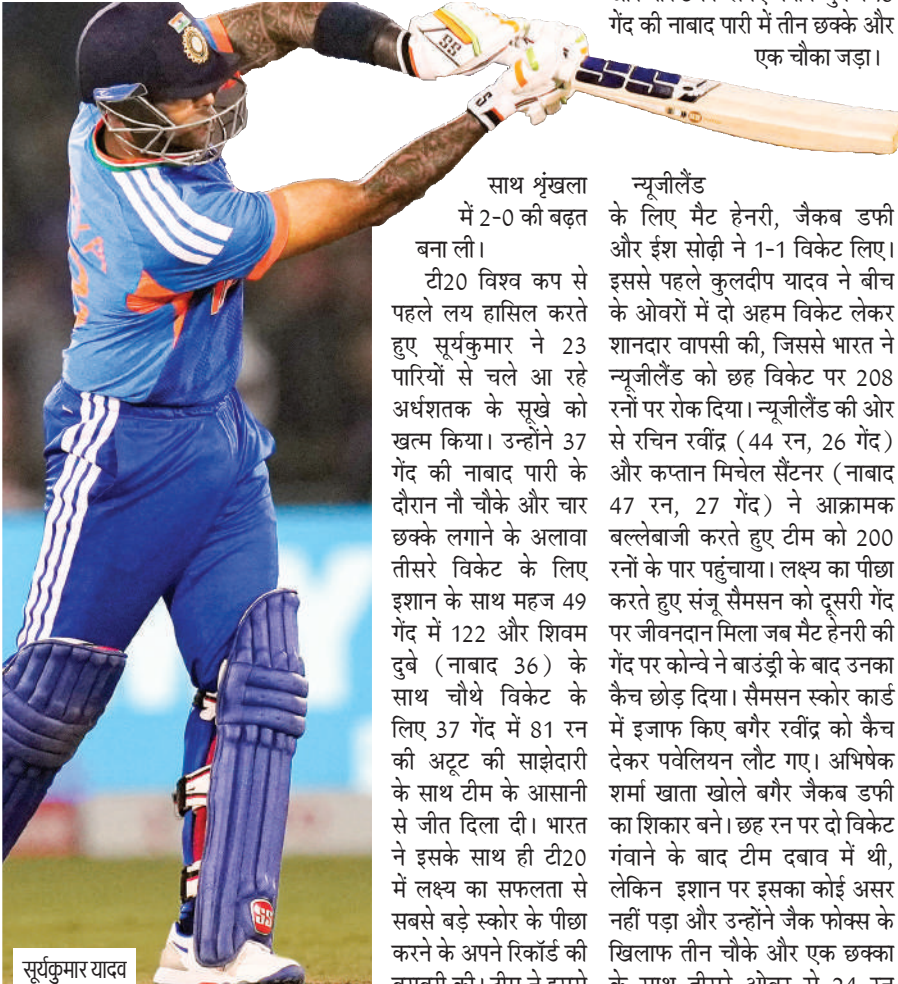 गेंद की नाबाद पारी में तीन छक्के और
एक चौका जड़ा।
साथ श्रृंखला
में 2-0 की बढ़त
बना ली।
टी20 विश्व कप से
पहले लय हासिल करते
हुए सूर्यकुमार ने 23
पारियों से चले आ रहे
अर्धशतक के सूखे को
खत्म किया। उन्होंने 37
गेंद की नाबाद पारी के
दौरान नौ चौके और चार
छक्के लगाने के अलावा
तीसरे विकेट के लिए
इशान के साथ महज 49
गेंद में 122 और शिवम
दुबे (नाबाद 36) के
साथ चौथे विकेट के
लिए 37 गेंद में 81 रन
की अटूट की साझेदारी
के साथ टीम के आसानी
से जीत दिला दी। भारत
ने इसके साथ ही टी20
में लक्ष्य का सफलता से
सबसे बड़े स्कोर के पीछा
करने के अपने रिकॉर्ड की
न्यूजीलैंड
के लिए मैट हेनरी, जैकब डफी
और ईश सोढ़ी ने 1-1 विकेट लिए।
इससे पहले कुलदीप यादव ने बीच
के ओवरों में दो अहम विकेट लेकर
शानदार वापसी की, जिससे भारत ने
न्यूजीलैंड को छह विकेट पर 208
रनों पर रोक दिया। न्यूजीलैंड की ओर
से रचिन रवींद्र (44 रन, 26 गेंद)
और कप्तान मिचेल सैंटनर (नाबाद
47 रन, 27 गेंद) ने आक्रामक
बल्लेबाजी करते हुए टीम को 200
रनों के पार पहुंचाया। लक्ष्य का पीछा
करते हुए संजू सैमसन को दूसरी गेंद
पर जीवनदान मिला जब मैट हेनरी की
गेंद पर कोन्वे ने बाउंड्री के बाद उनका
कैच छोड़ दिया। सैमसन स्कोर कार्ड
में इजाफ किए बगैर रवींद्र को कैच
देकर पवेलियन लौट गए। अभिषेक
शर्मा खाता खोले बगैर जैकब डफी
का शिकार बने। छह रन पर दो विकेट
गंवाने के बाद टीम दबाव में थी,
लेकिन इशान पर इसका कोई असर
नहीं पड़ा और उन्होंने जैक फोक्स के
खिलाफ तीन चौके और एक छक्का
के साथ तीसरे ओवर से 24 रन
सूर्यकुमार यादव
SS